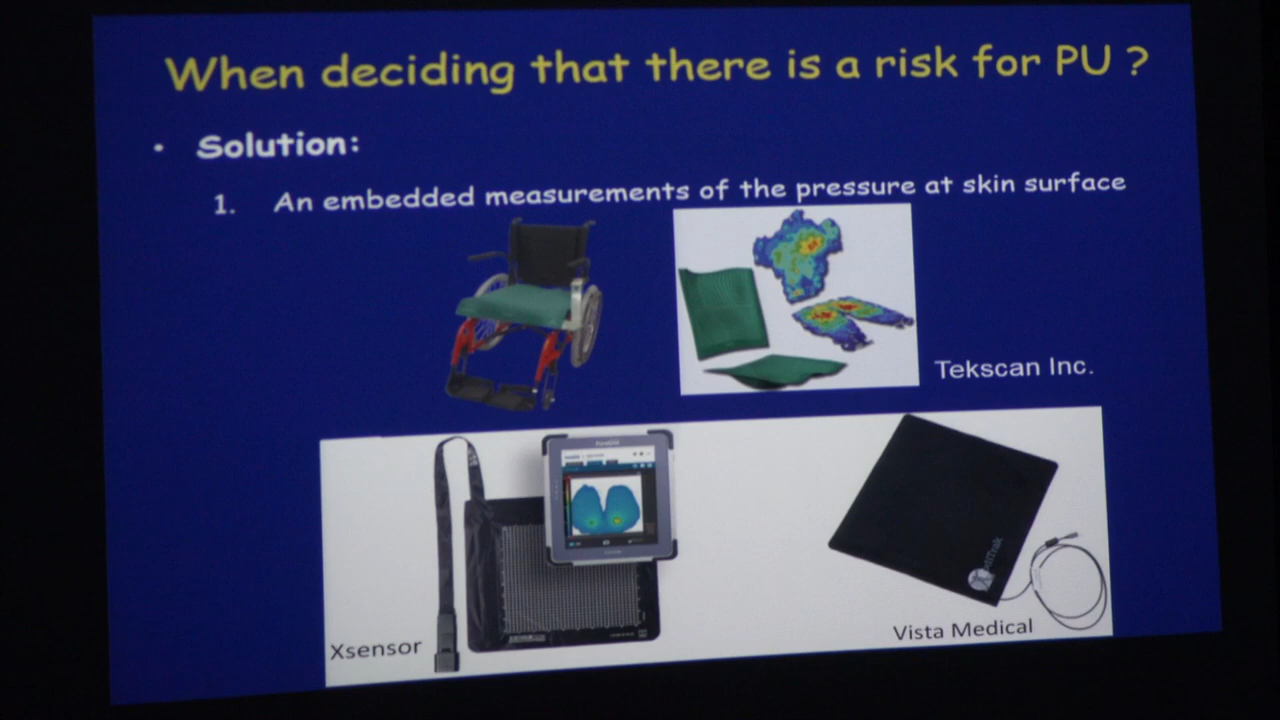 When deciding that there is a risk for PU ?
• Solution:
1. An embedded measurements of the pressure at skin surface
Tekscan Inc.
Xsensor
Vista Medical